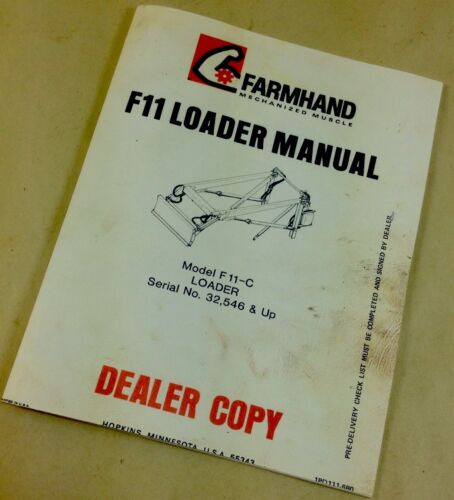 FARMHAND
MECHANIZED MUSCLE
F11 LOADER MANUAL
Model F11-C
LOADER
Serial No. 32,546 & Up
PRE-DELIVERY CHECK LIST MUST BE COMPLETED AND SIGNED BY DEALER
DEALER COPY
HOPKINS, MINNESOTA U.S.A. 55343